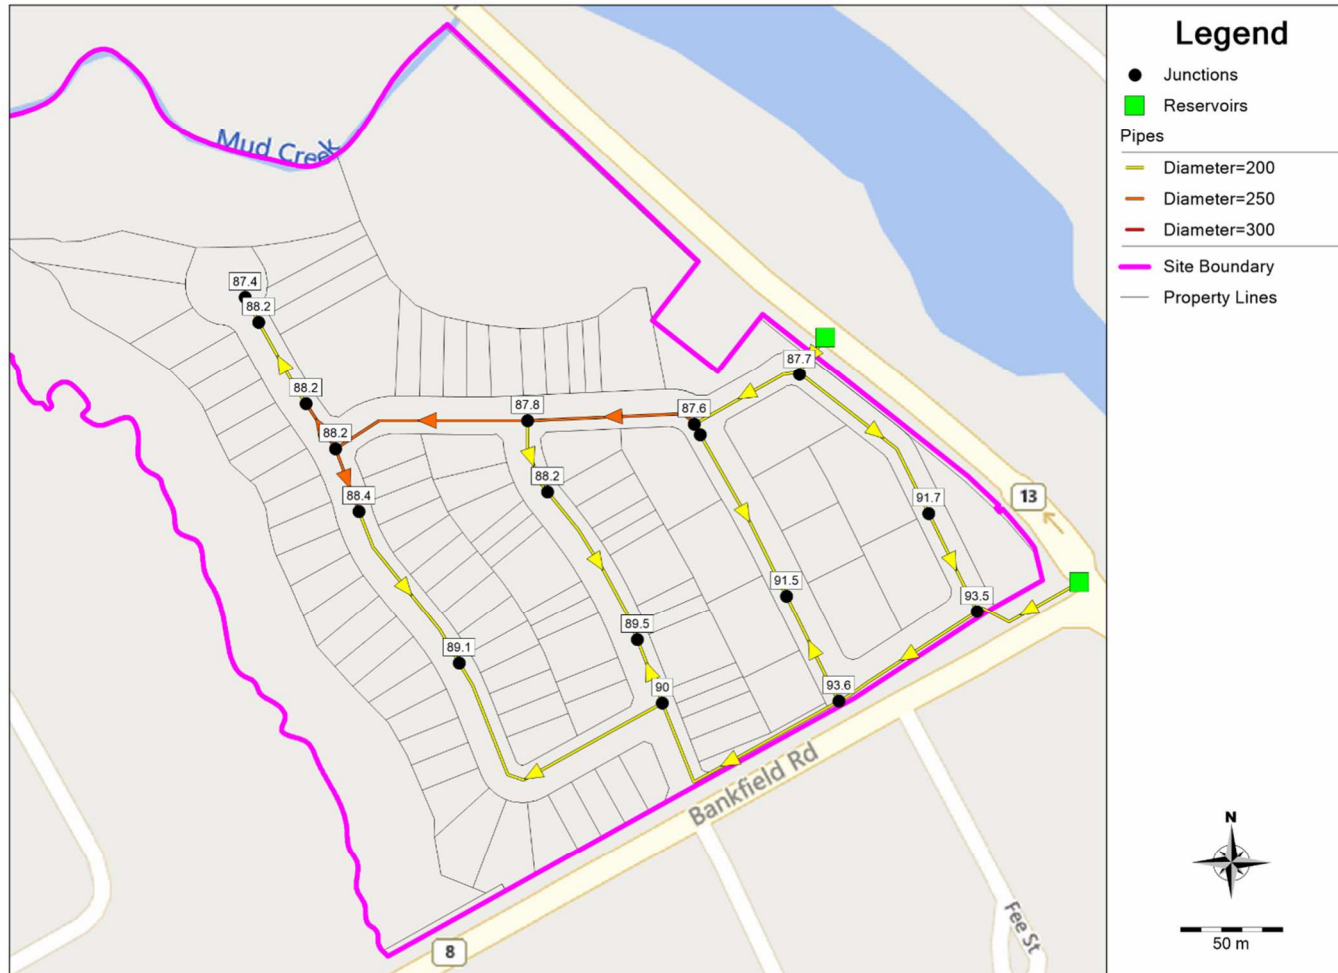 Legend
Junctions
Reservoirs
Pipes
Diameter=200
Diameter=250
Diameter=300
Site Boundary
Property Lines
Mud Creek
87.4
88.2
88.2
88.2
88.4
87.8
88.2
87.6
87.7
91.7
13
91.5
93.5
89.5
89.1
90
93.6
Bankfield Rd
8
Fee St
N
50 m